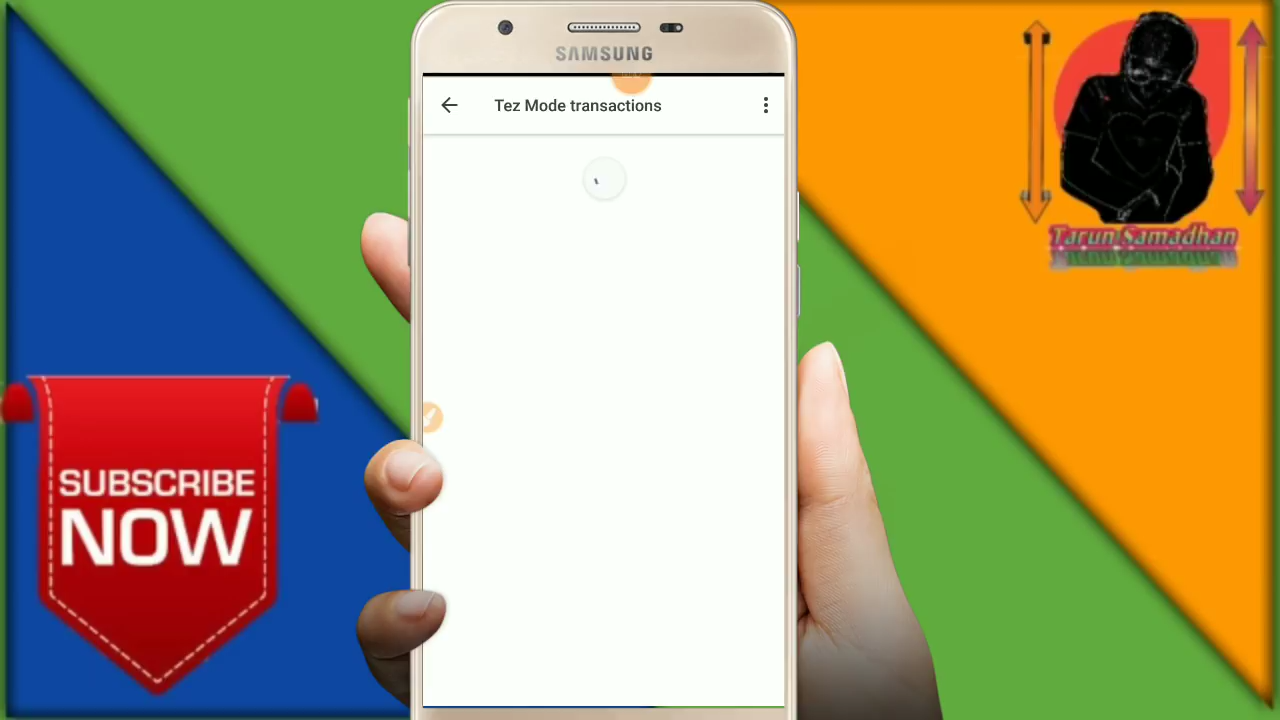 SAMSUNG
Tez Mode transactions
Tarun Samadhan
SUBSCRIBE
NOW